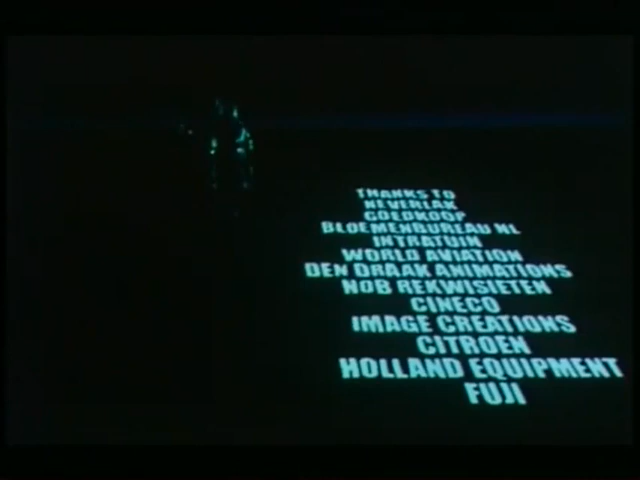 THANKS TO
NEVERLAK
GOEDKOOP
BLOEMENBUREAU NL
INTRATUIN
WORLD AVIATION
DEN DRAAK ANIMATIONS
NOB REKWISIETEN
CINECO
IMAGE CREATIONS
CITROEN
HOLLAND EQUIPMENT
FUJI